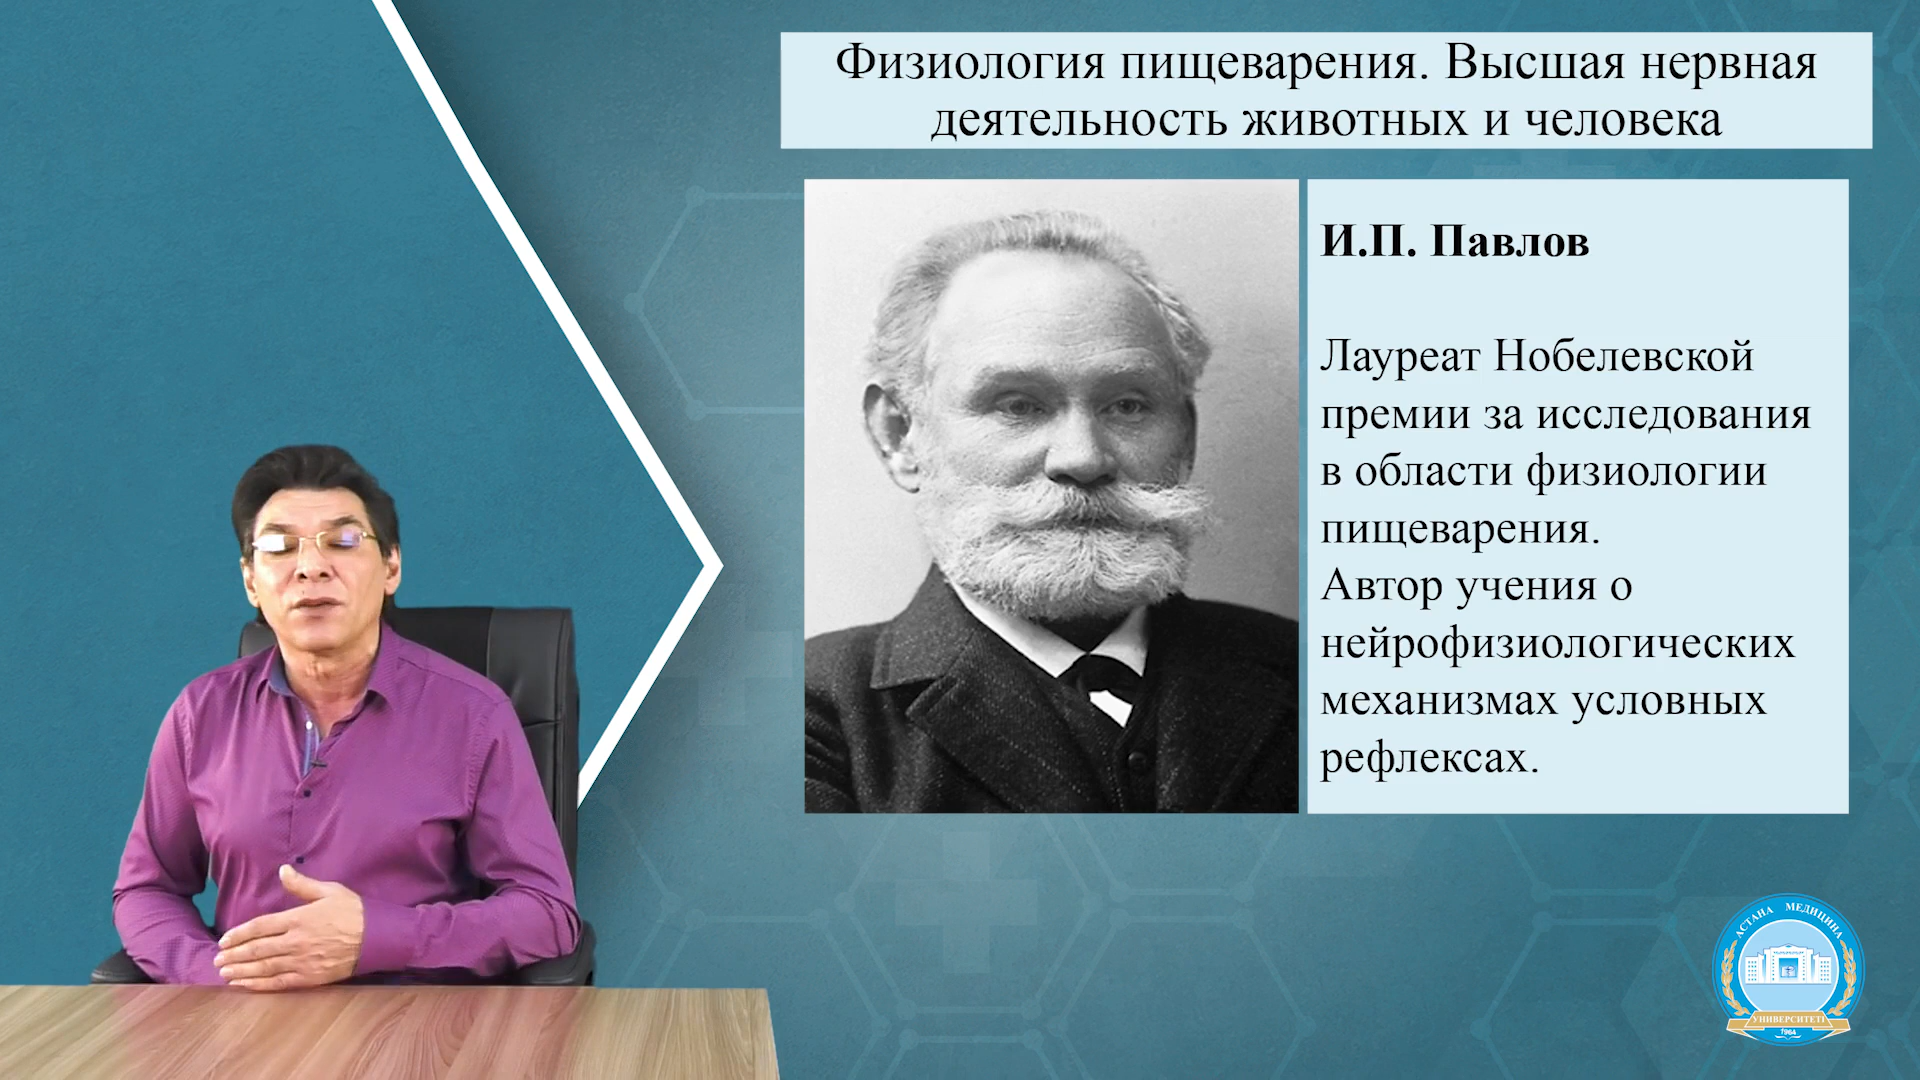 Физиология пищеварения. Высшая нервная
деятельность животных и человека
И.П. Павлов
Лауреат Нобелевской
премии за исследования
в области физиологии
пищеварения.
Автор учения о
нейрофизиологических
механизмах условных
рефлексах.
АСТАНА МЕДИЦИНА
УНИВЕРСИТЕТІ
1964